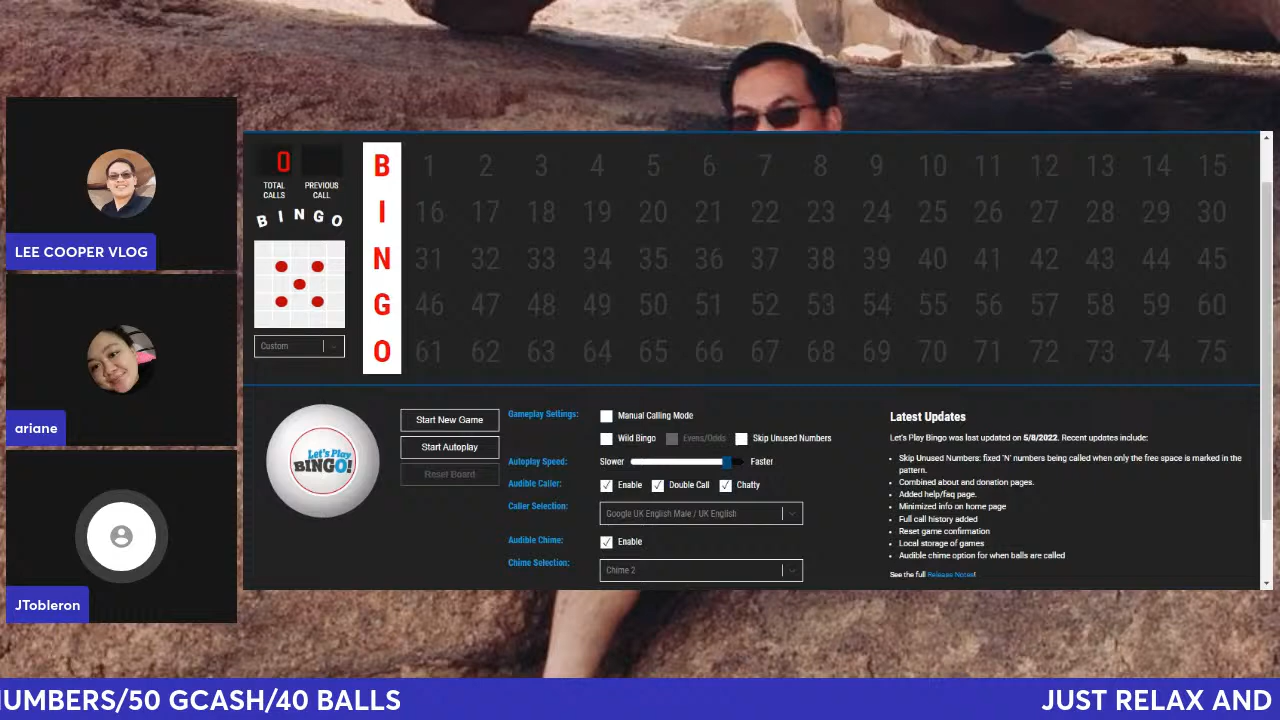 LEE COOPER VLOG
ariane
JTobleron
0
TOTAL CALLS
PREVIOUS CALL
B I N G O
Custom
B 1 2 3 4 5 6 7 8 9 10 11 12 13 14 15
I 16 17 18 19 20 21 22 23 24 25 26 27 28 29 30
N 31 32 33 34 35 36 37 38 39 40 41 42 43 44 45
G 46 47 48 49 50 51 52 53 54 55 56 57 58 59 60
O 61 62 63 64 65 66 67 68 69 70 71 72 73 74 75
Let's Play
BINGO!
Start New Game
Start Autoplay
Reset Board
Gameplay Settings:
Manual Calling Mode
Wild Bingo Evens/Odds Skip Unused Numbers
Autoplay Speed: Slower Faster
Audible Caller: Enable Double Call Chatty
Caller Selection: Google UK English Male / UK English
Audible Chime: Enable
Chime Selection: Chime 2
Latest Updates
Let's Play Bingo was last updated on 5/8/2022. Recent updates include:
Skip Unused Numbers: fixed 'N' numbers being called when only the free space is marked in the
pattern.
Combined about and donation pages.
Added help/faq page.
Minimized info on home page
Full call history added
Reset game confirmation
Local storage of games
Audible chime option for when balls are called
See the full Release Notes!
NUMBERS/50 GCASH/40 BALLS
JUST RELAX AND